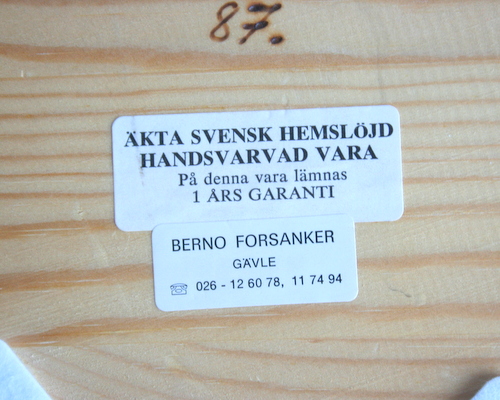 87.
ÄKTA SVENSK HEMSLÖJD
HANDSVARVAD VARA
På denna vara lämnas
1 ÅRS GARANTI
BERNO FORSANKER
GÄVLE
☏ 026 - 12 60 78, 11 74 94